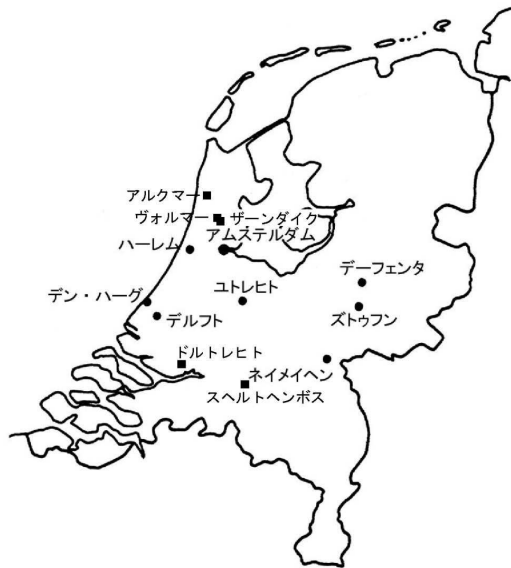 アルクマー
ヴォルマー
ザーンダイク
アムステルダム
ハーレム
デーフェンタ
デン・ハーグ
ユトレヒト
デルフト
ズトゥフン
ドルトレヒト
ネイメイヘン
スヘルトヘンボス